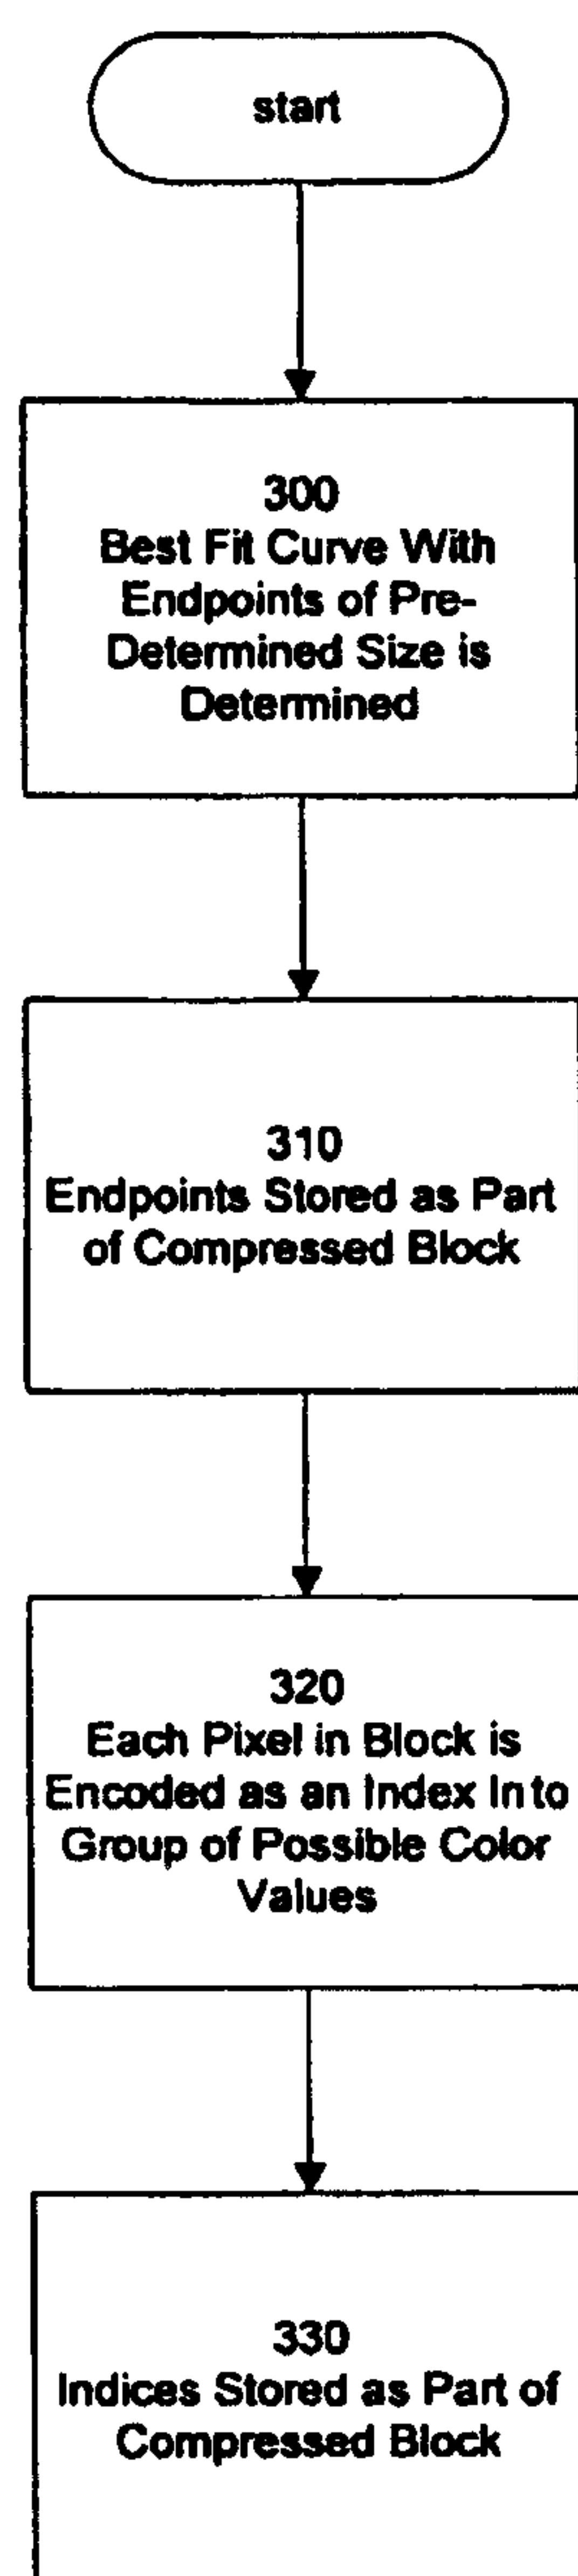 start
300
Best Fit Curve With
Endpoints of Pre-
Determined Size is
Determined
310
Endpoints Stored as Part
of Compressed Block
320
Each Pixel in Block is
Encoded as an Index Into
Group of Possible Color
Values
330
Indices Stored as Part of
Compressed Block